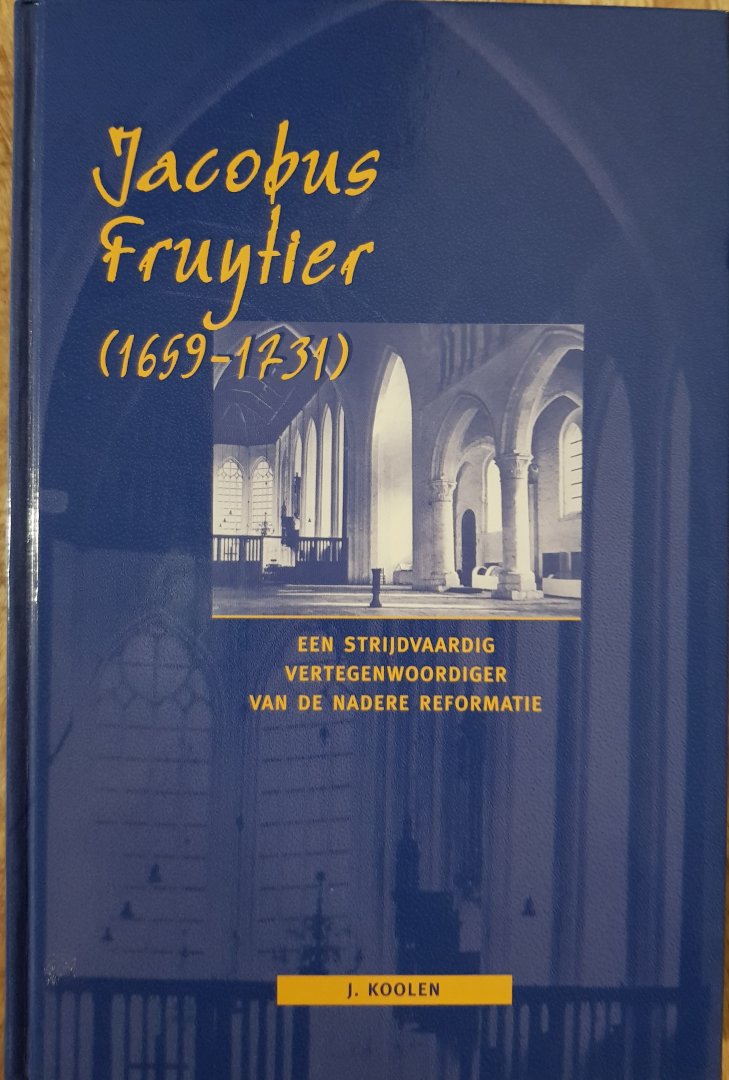 Jacobus
Fruytier
(1659-1731)
EEN STRIJDVAARDIG
VERTEGENWOORDIGER
VAN DE NADERE REFORMATIE
J. KOOLEN